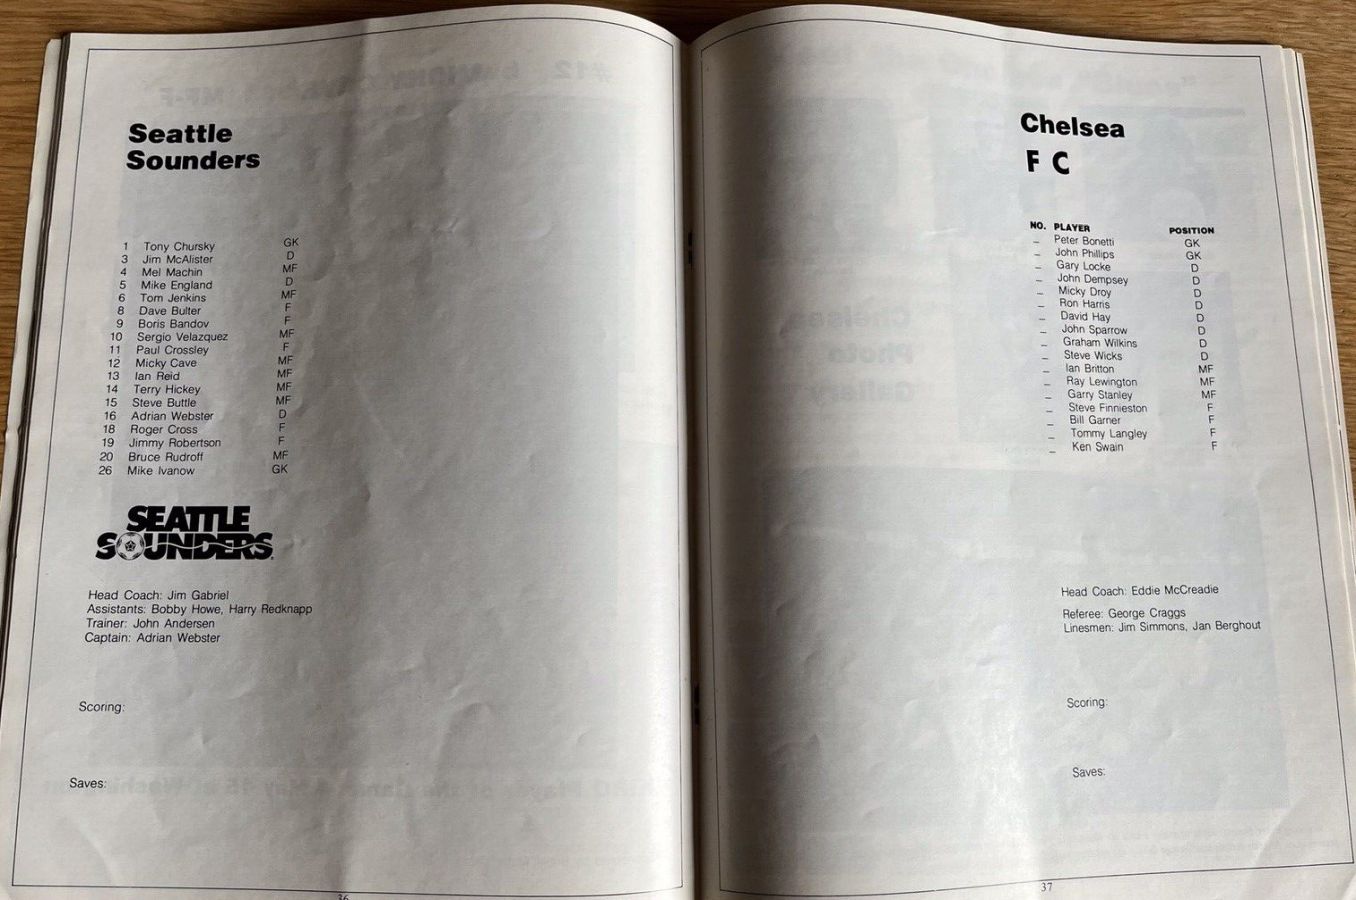 Seattle
Sounders
1 Tony Chursky GK
3 Jim McAlister D
4 Mel Machin MF
5 Mike England D
6 Tom Jenkins MF
8 Dave Bulter F
9 Boris Bandov F
10 Sergio Velazquez MF
11 Paul Crossley F
12 Micky Cave MF
13 Ian Reid MF
14 Terry Hickey MF
15 Steve Buttle MF
16 Adrian Webster D
18 Roger Cross F
19 Jimmy Robertson F
20 Bruce Rudroff MF
26 Mike Ivanow GK
SEATTLE
SOUNDERS
Head Coach: Jim Gabriel
Assistants: Bobby Howe, Harry Redknapp
Trainer: John Andersen
Captain: Adrian Webster
Scoring:
Saves:
36
Chelsea
F C
NO. PLAYER POSITION
_ Peter Bonetti GK
_ John Phillips GK
_ Gary Locke D
_ John Dempsey D
_ Micky Droy D
_ Ron Harris D
_ David Hay D
_ John Sparrow D
_ Graham Wilkins D
_ Steve Wicks D
_ Ian Britton MF
_ Ray Lewington MF
_ Garry Stanley MF
_ Steve Finnieston F
_ Bill Garner F
_ Tommy Langley F
_ Ken Swain F
Head Coach: Eddie McCreadie
Referee: George Craggs
Linesmen: Jim Simmons, Jan Berghout
Scoring:
Saves:
37